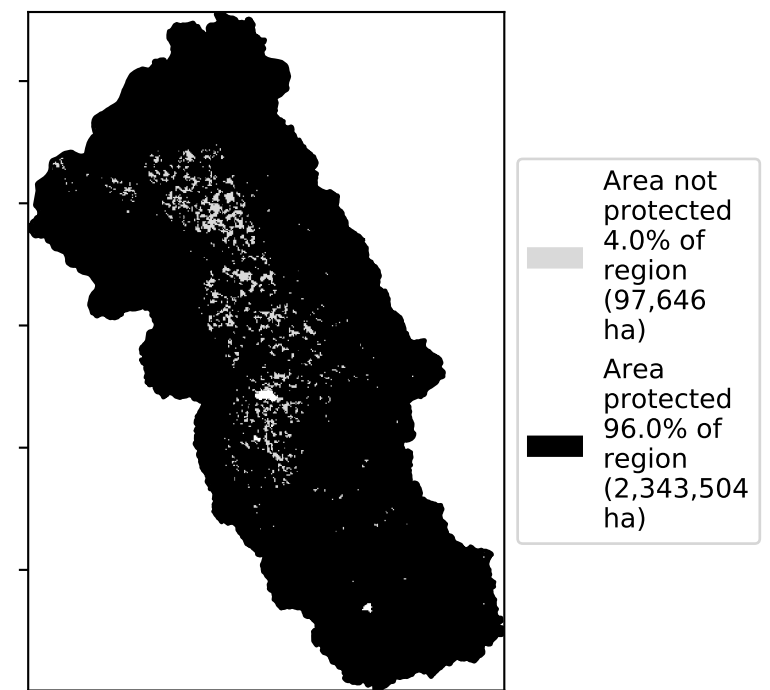 Area not
protected
4.0% of
region
(97,646
ha)
Area
protected
96.0% of
region
(2,343,504
ha)